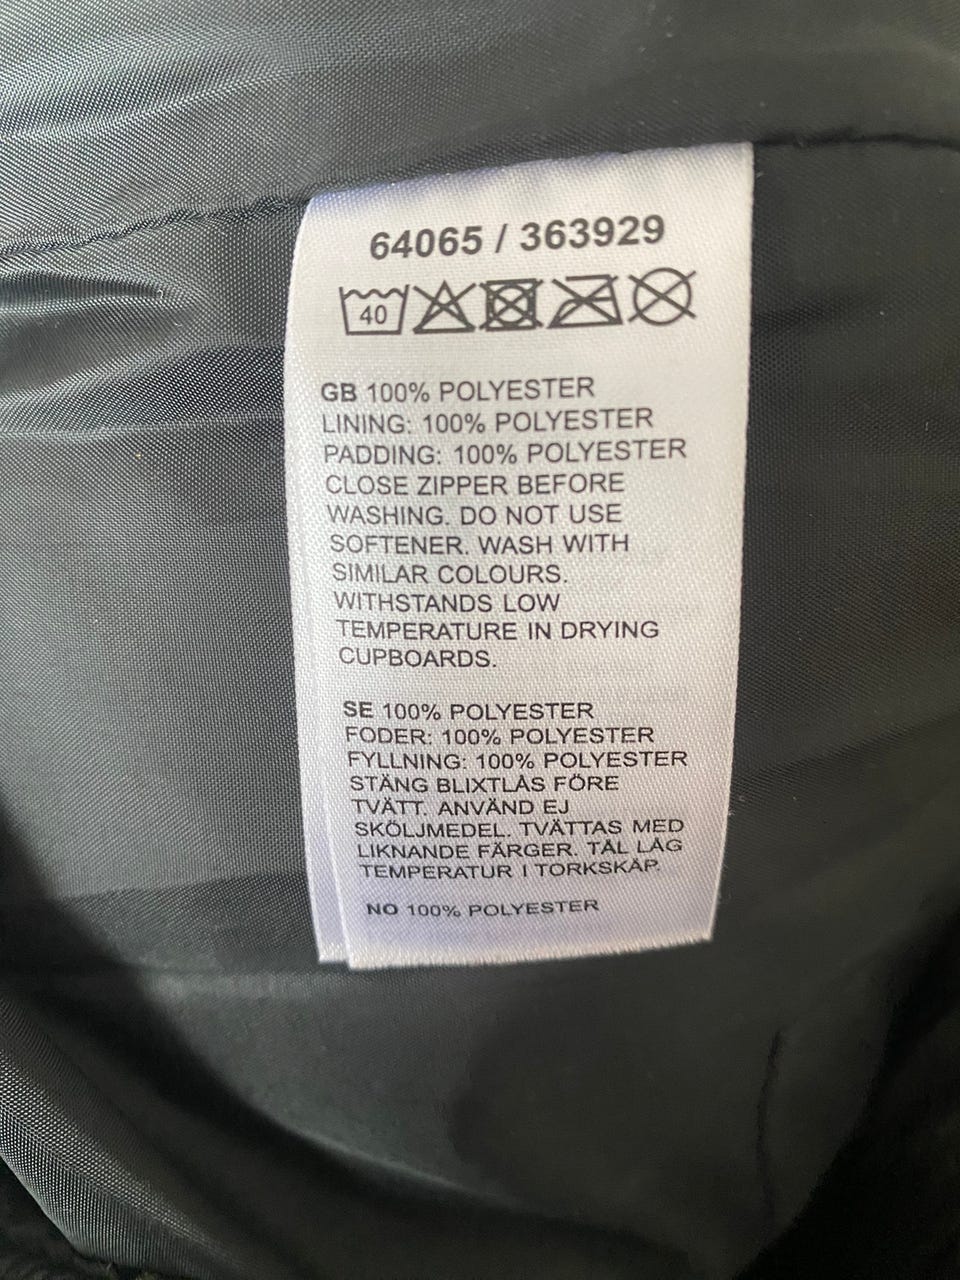 64065 / 363929
40
GB 100% POLYESTER
LINING: 100% POLYESTER
PADDING: 100% POLYESTER
CLOSE ZIPPER BEFORE
WASHING. DO NOT USE
SOFTENER. WASH WITH
SIMILAR COLOURS.
WITHSTANDS LOW
TEMPERATURE IN DRYING
CUPBOARDS.
SE 100% POLYESTER
FODER: 100% POLYESTER
FYLLNING: 100% POLYESTER
STÄNG BLIXTLÅS FÖRE
TVÄTT. ANVÄND EJ
SKÖLJMEDEL. TVÄTTAS MED
LIKNANDE FÄRGER. TÅL LÅG
TEMPERATUR I TORKSKÅP.
NO 100% POLYESTER